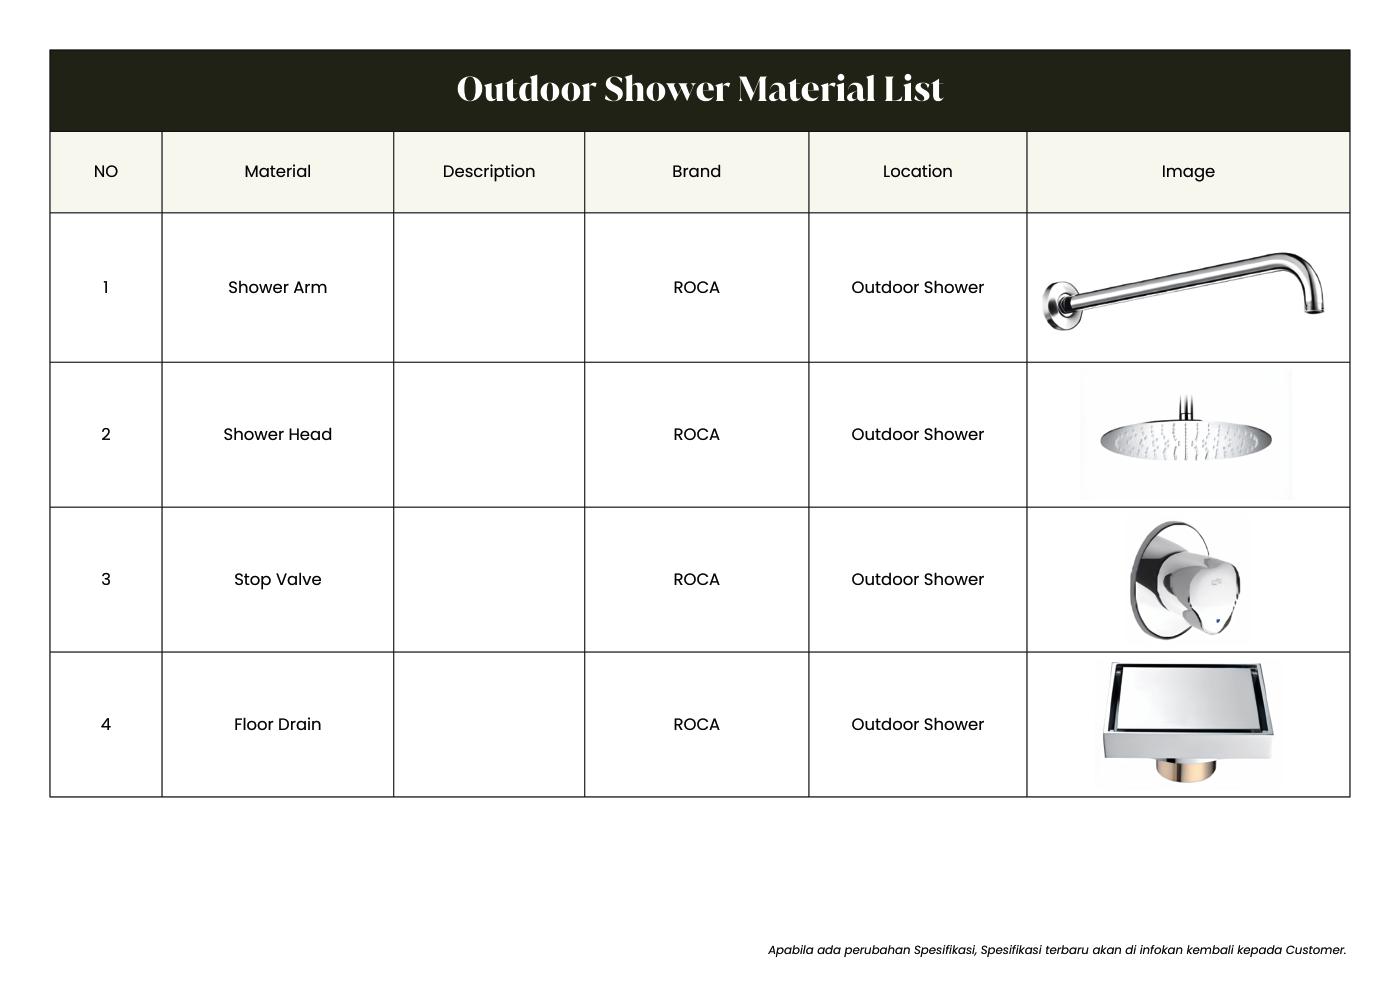 Outdoor Shower Material List
NO Material Description Brand Location Image
1 Shower Arm ROCA Outdoor Shower
2 Shower Head ROCA Outdoor Shower
3 Stop Valve ROCA Outdoor Shower
4 Floor Drain ROCA Outdoor Shower
Apabila ada perubahan Spesifikasi, Spesifikasi terbaru akan di infokan kembali kepada Customer.